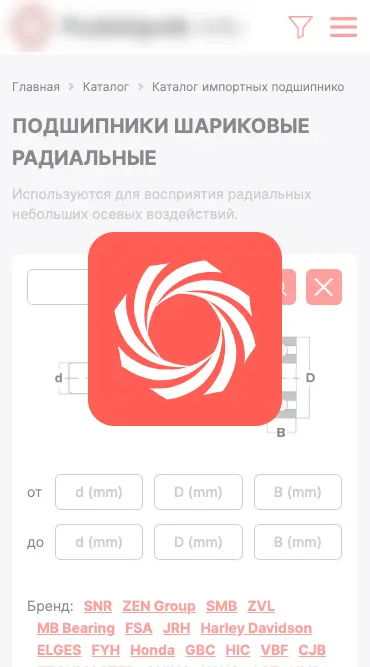 Главная > Каталог > Каталог импортных подшипнико
ПОДШИПНИКИ ШАРИКОВЫЕ
РАДИАЛЬНЫЕ
Используются для восприятия радиальных
небольших осевых воздействий.
d
D
B
от d (mm) D (mm) B (mm)
до d (mm) D (mm) B (mm)
Бренд: SNR ZEN Group SMB ZVL
MB Bearing FSA JRH Harley Davidson
ELGES FYH Honda GBC HIC VBF CJB